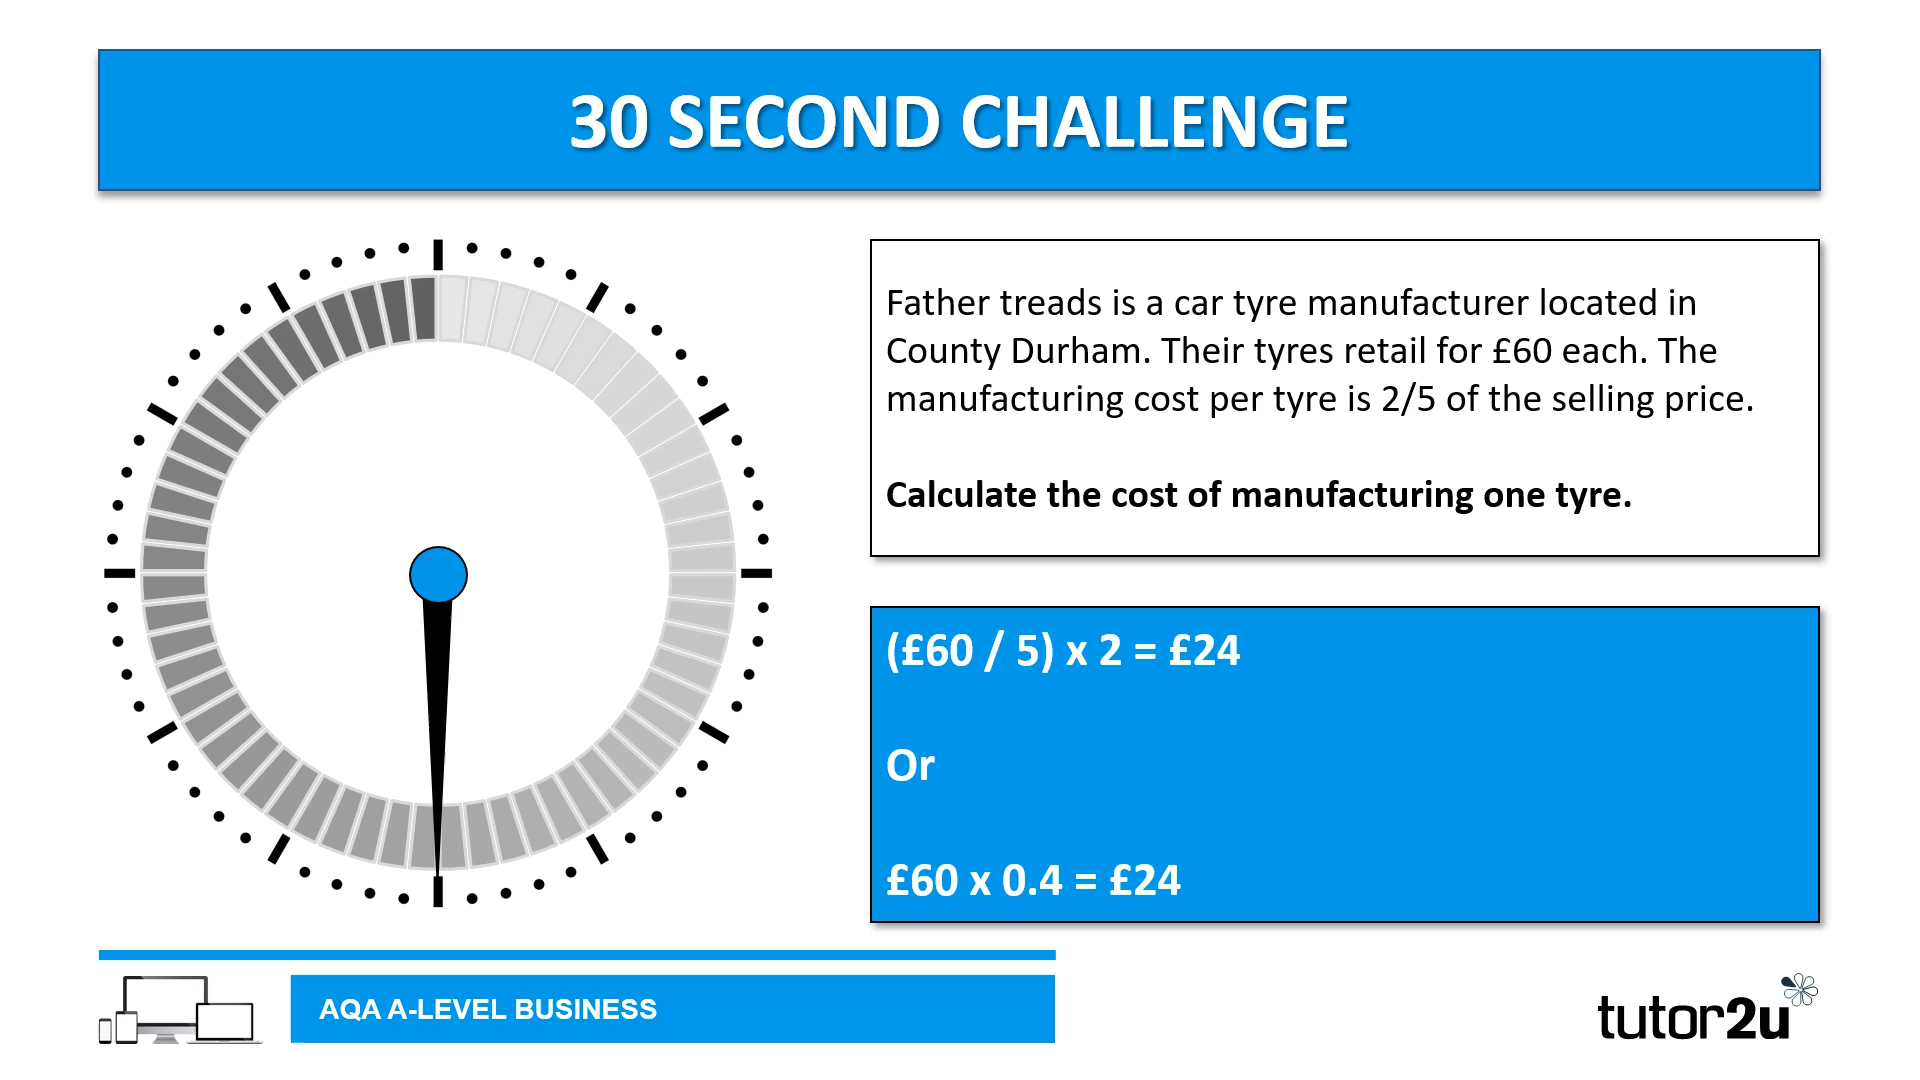 30 SECOND CHALLENGE
Father treads is a car tyre manufacturer located in
County Durham. Their tyres retail for £60 each. The
manufacturing cost per tyre is 2/5 of the selling price.
Calculate the cost of manufacturing one tyre.
(£60 / 5) x 2 = £24
Or
£60 x 0.4 = £24
AQA A-LEVEL BUSINESS
tutor2u